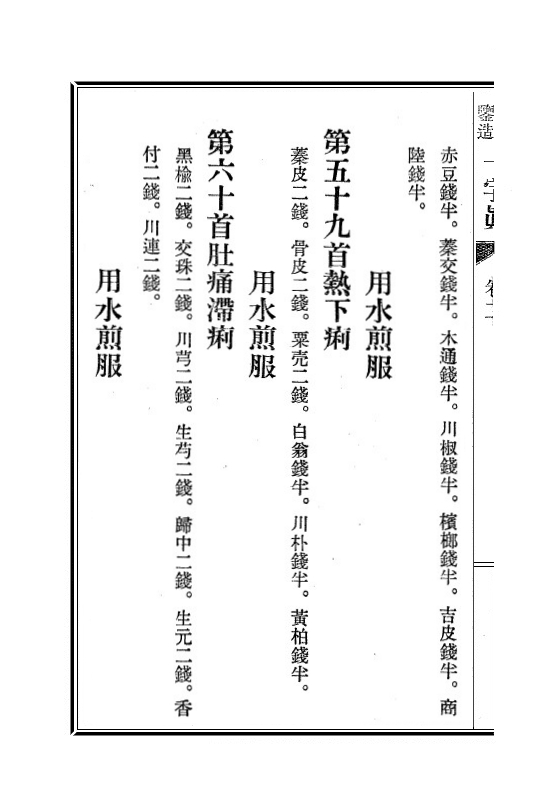 赤豆錢半。蓁交錢半。木通錢半。川椒錢半。檳榔錢半。吉皮錢半。商
陸錢半。
用水煎服
第五十九首熱下痢
蓁皮二錢。骨皮二錢。粟壳二錢。白翁錢半。川朴錢半。黃柏錢半。
用水煎服
第六十首肚痛滯痢
黑楡二錢。交珠二錢。川芎二錢。生芍二錢。歸中二錢。生元二錢。香
付二錢。川連二錢。
用水煎服